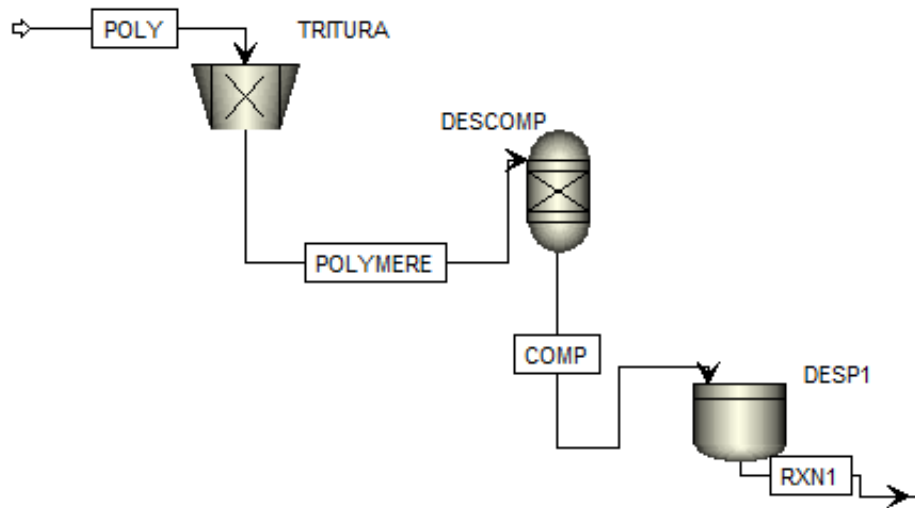 POLY
TRITURA
DESCOMP
POLYMERE
COMP
DESP1
RXN1